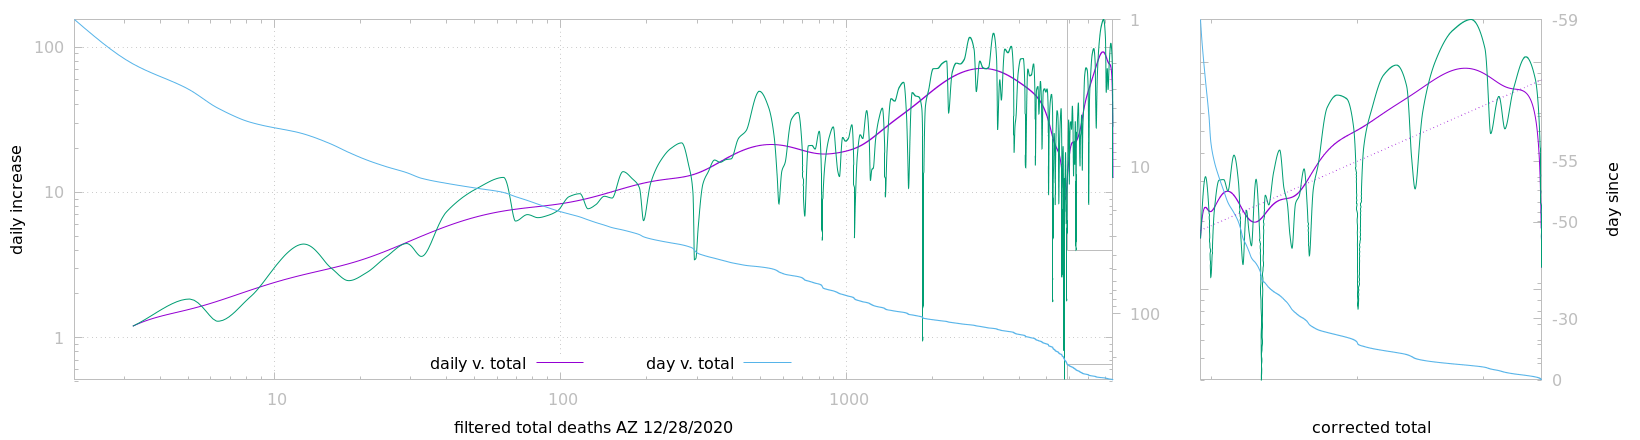 daily increase
100
10
1
10
100
1000
daily v. total
day v. total
1
10
100
filtered total deaths AZ 12/28/2020
-59
-55
-50
-30
0
day since
corrected total